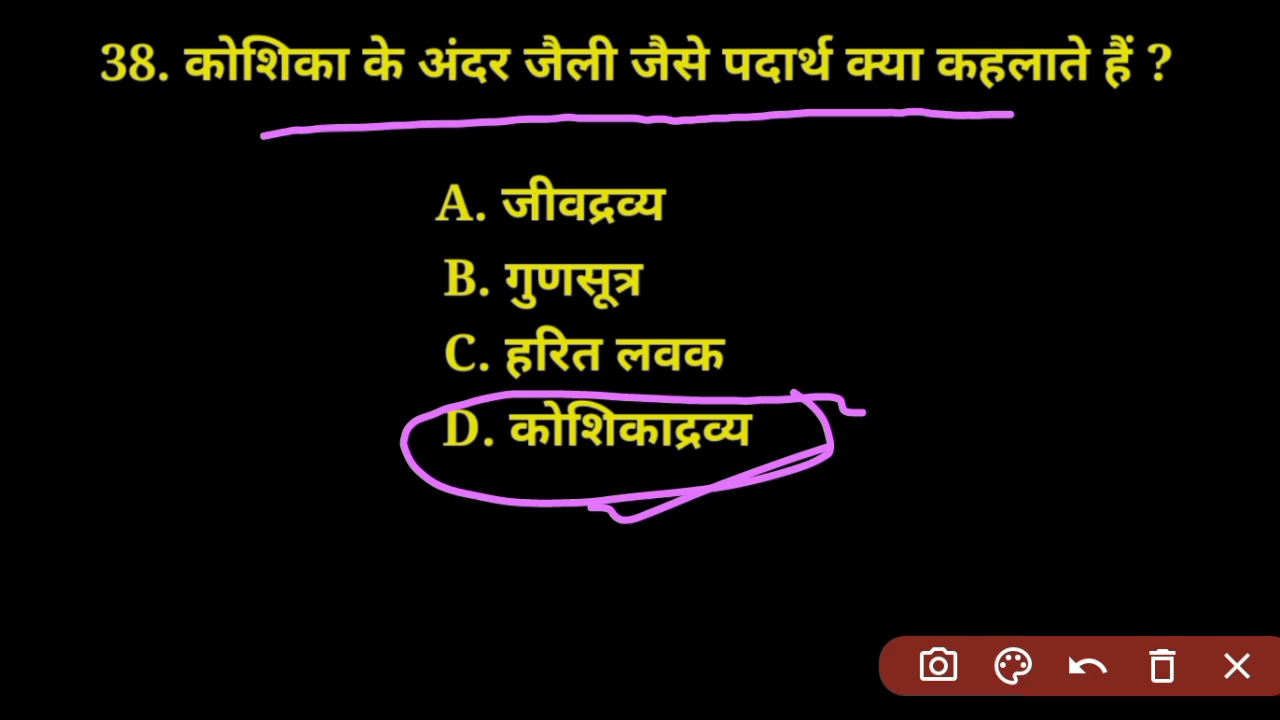 38. कोशिका के अंदर जैली जैसे पदार्थ क्या कहलाते हैं ?
A. जीवद्रव्य
B. गुणसूत्र
C. हरित लवक
D. कोशिकाद्रव्य